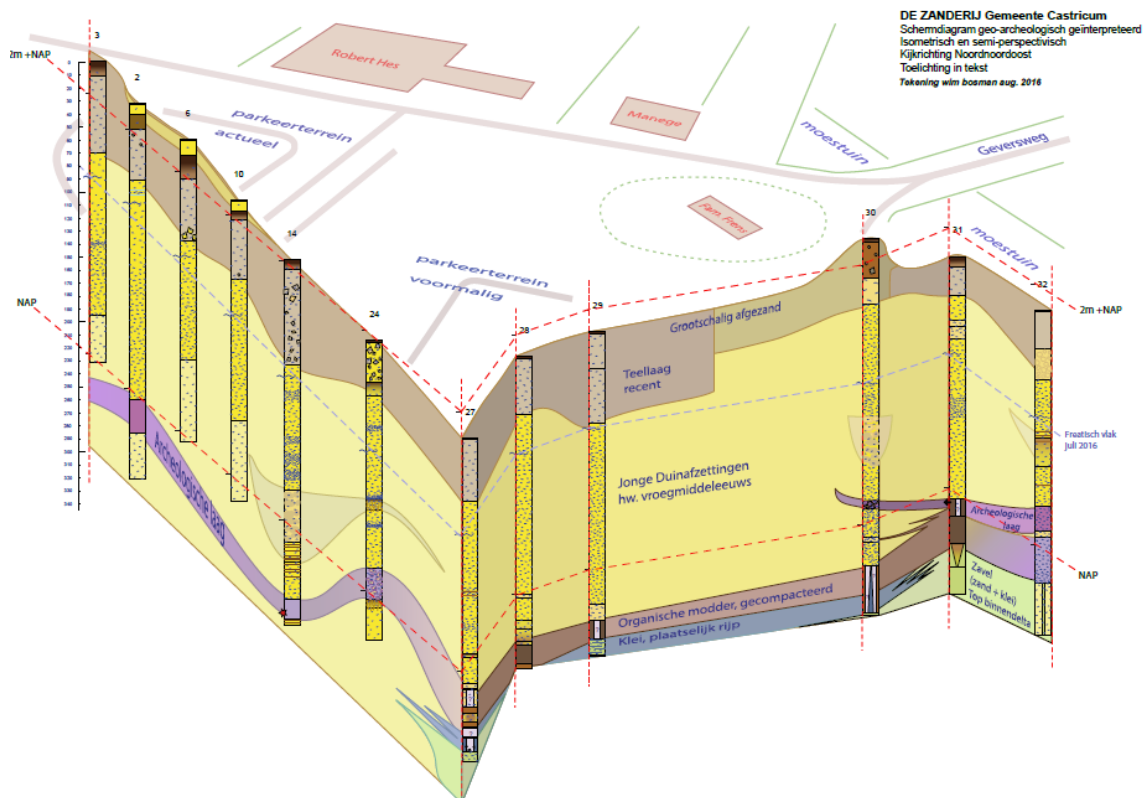 DE ZANDERIJ Gemeente Castricum
Schermdiagram geo-archeologisch geïnterpreteerd
Isometrisch en semi-perspectivisch
Kijkrichting Noordnoordoost
Toelichting in tekst
Tekening wim bosman aug. 2016
3
2m +NAP
2
6
10
14
24
27
28
29
30
31
32
Robert Hes
Manege
parkeerterrein
actueel
moestuin
Geversweg
Fam. Frens
parkeerterrein
voormalig
moestuin
NAP
2m +NAP
Grootschalig afgezand
Teellaag
recent
Freatisch vlak
Juli 2016
Jonge Duinafzettingen
hw. vroegmiddeleeuws
Archeologische laag
Archeologische
laag
NAP
Zavel
(zand + klei)
Top binnendelta
Organische modder, gecompacteerd
Klei, plaatselijk rijp